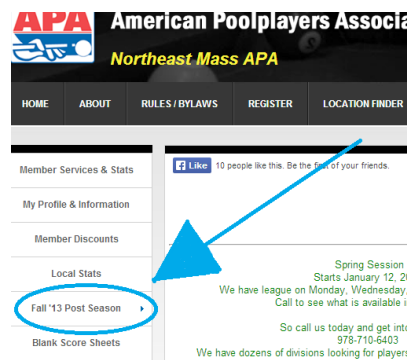 APA
American Poolplayers Associa
Northeast Mass APA
HOME ABOUT RULES / BYLAWS REGISTER LOCATION FINDER
Member Services & Stats
My Profile & Information
Member Discounts
Local Stats
Fall '13 Post Season
Blank Score Sheets
Like 10 people like this. Be the first of your friends.
Spring Session
Starts January 12, 2
We have league on Monday, Wednesday,
Call to see what is available i
So call us today and get into
978-710-6403
We have dozens of divisions looking for players